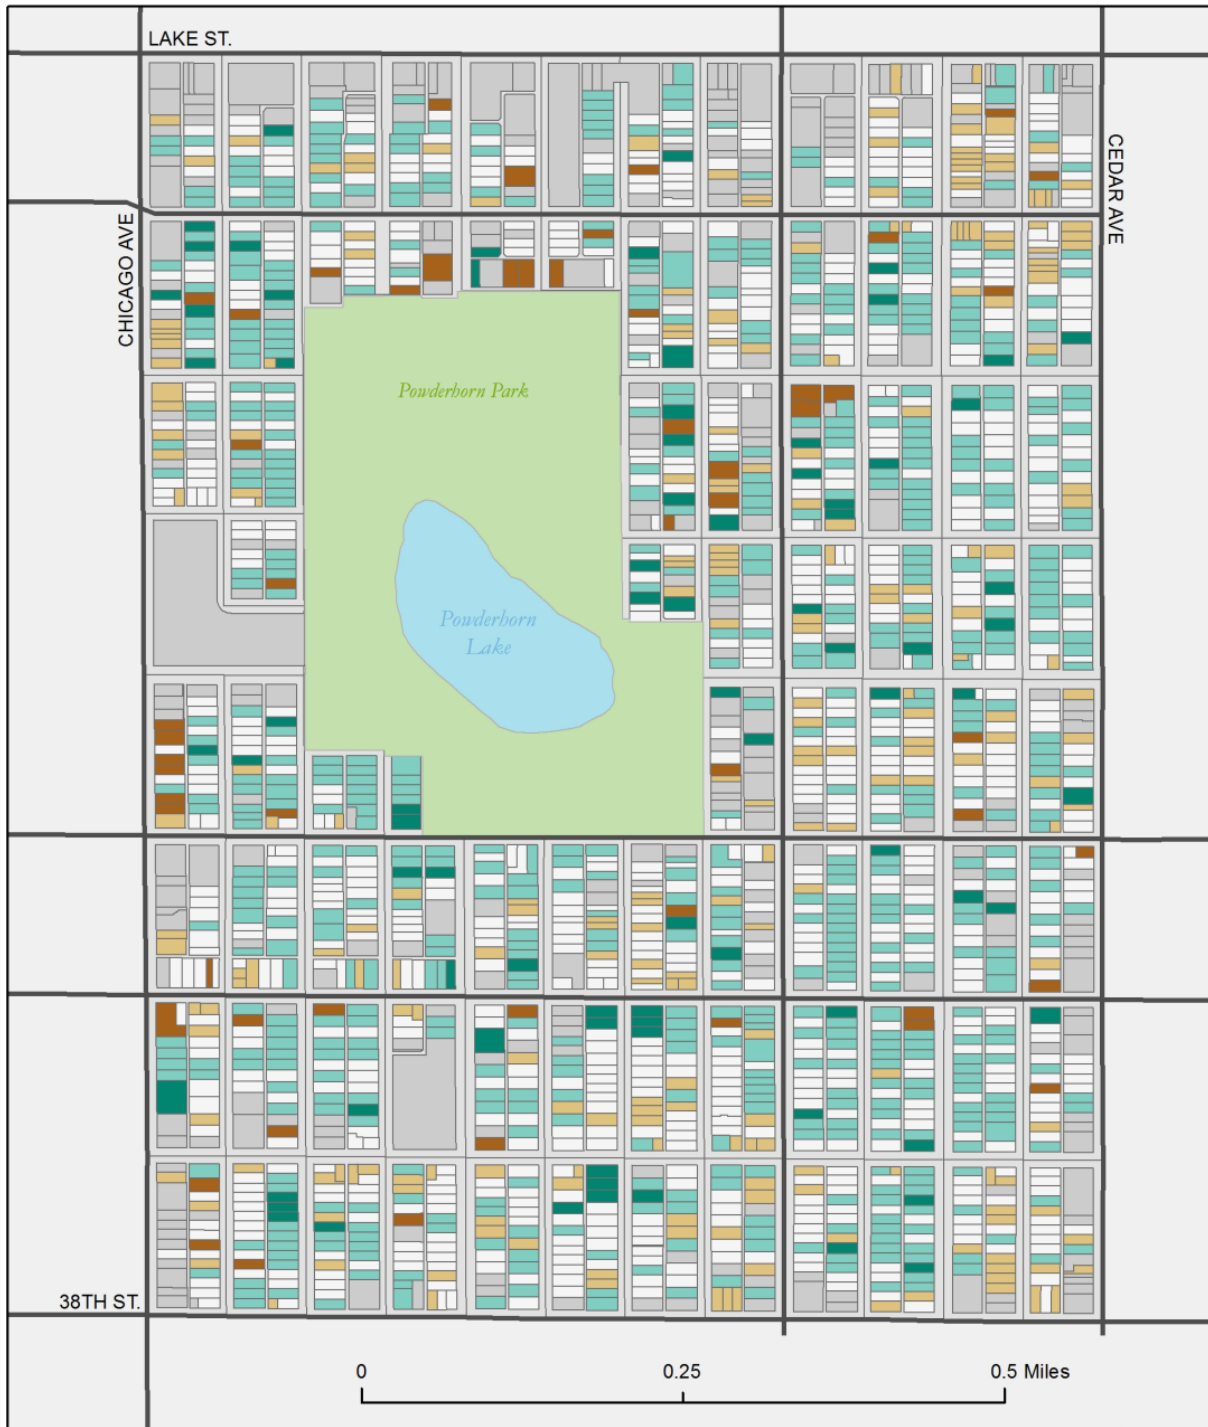 LAKE ST.
CEDAR AVE
CHICAGO AVE
Powderhorn Park
Powderhorn
Lake
38TH ST.
0
0.25
0.5 Miles